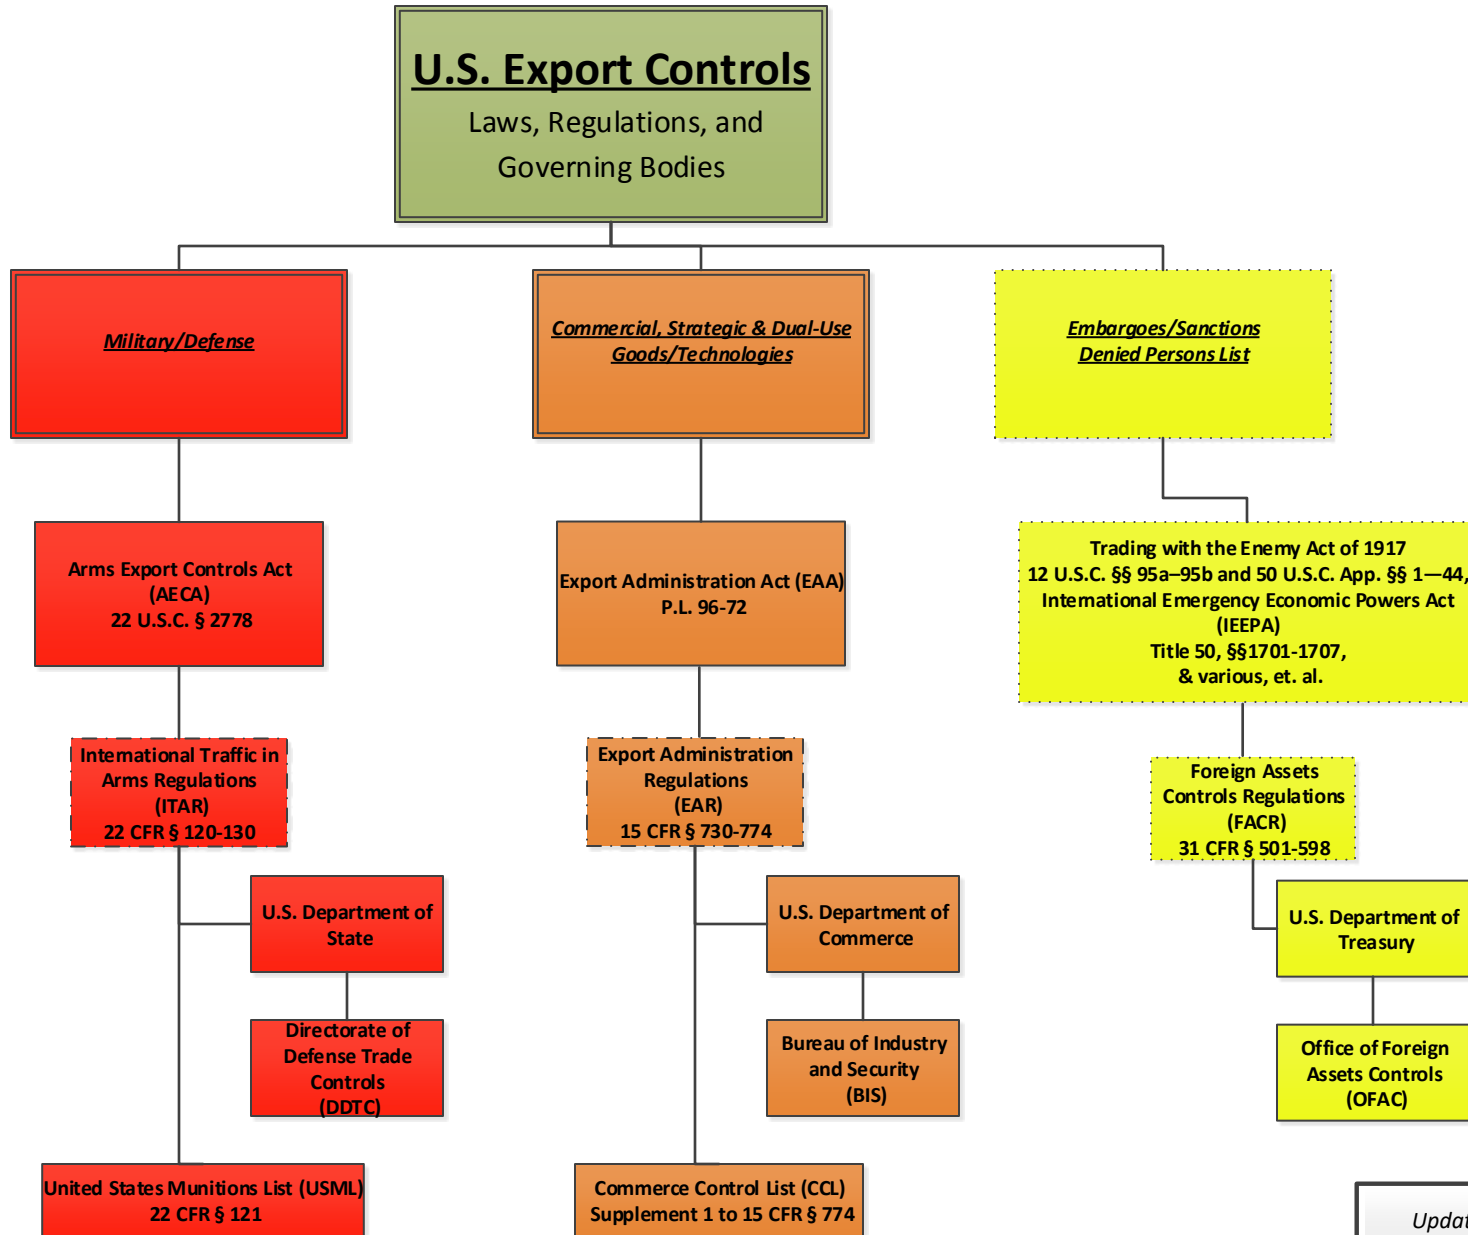 U.S. Export Controls
Laws, Regulations, and
Governing Bodies
Military/Defense
Commercial, Strategic & Dual-Use
Goods/Technologies
Embargoes/Sanctions
Denied Persons List
Arms Export Controls Act
(AECA)
22 U.S.C. § 2778
Export Administration Act (EAA)
P.L. 96-72
Trading with the Enemy Act of 1917
12 U.S.C. §§ 95a–95b and 50 U.S.C. App. §§ 1—44,
International Emergency Economic Powers Act
(IEEPA)
Title 50, §§1701-1707,
& various, et. al.
International Traffic in
Arms Regulations
(ITAR)
22 CFR § 120-130
Export Administration
Regulations
(EAR)
15 CFR § 730-774
Foreign Assets
Controls Regulations
(FACR)
31 CFR § 501-598
U.S. Department of
State
U.S. Department of
Commerce
U.S. Department of
Treasury
Directorate of
Defense Trade
Controls
(DDTC)
Bureau of Industry
and Security
(BIS)
Office of Foreign
Assets Controls
(OFAC)
United States Munitions List (USML)
22 CFR § 121
Commerce Control List (CCL)
Supplement 1 to 15 CFR § 774